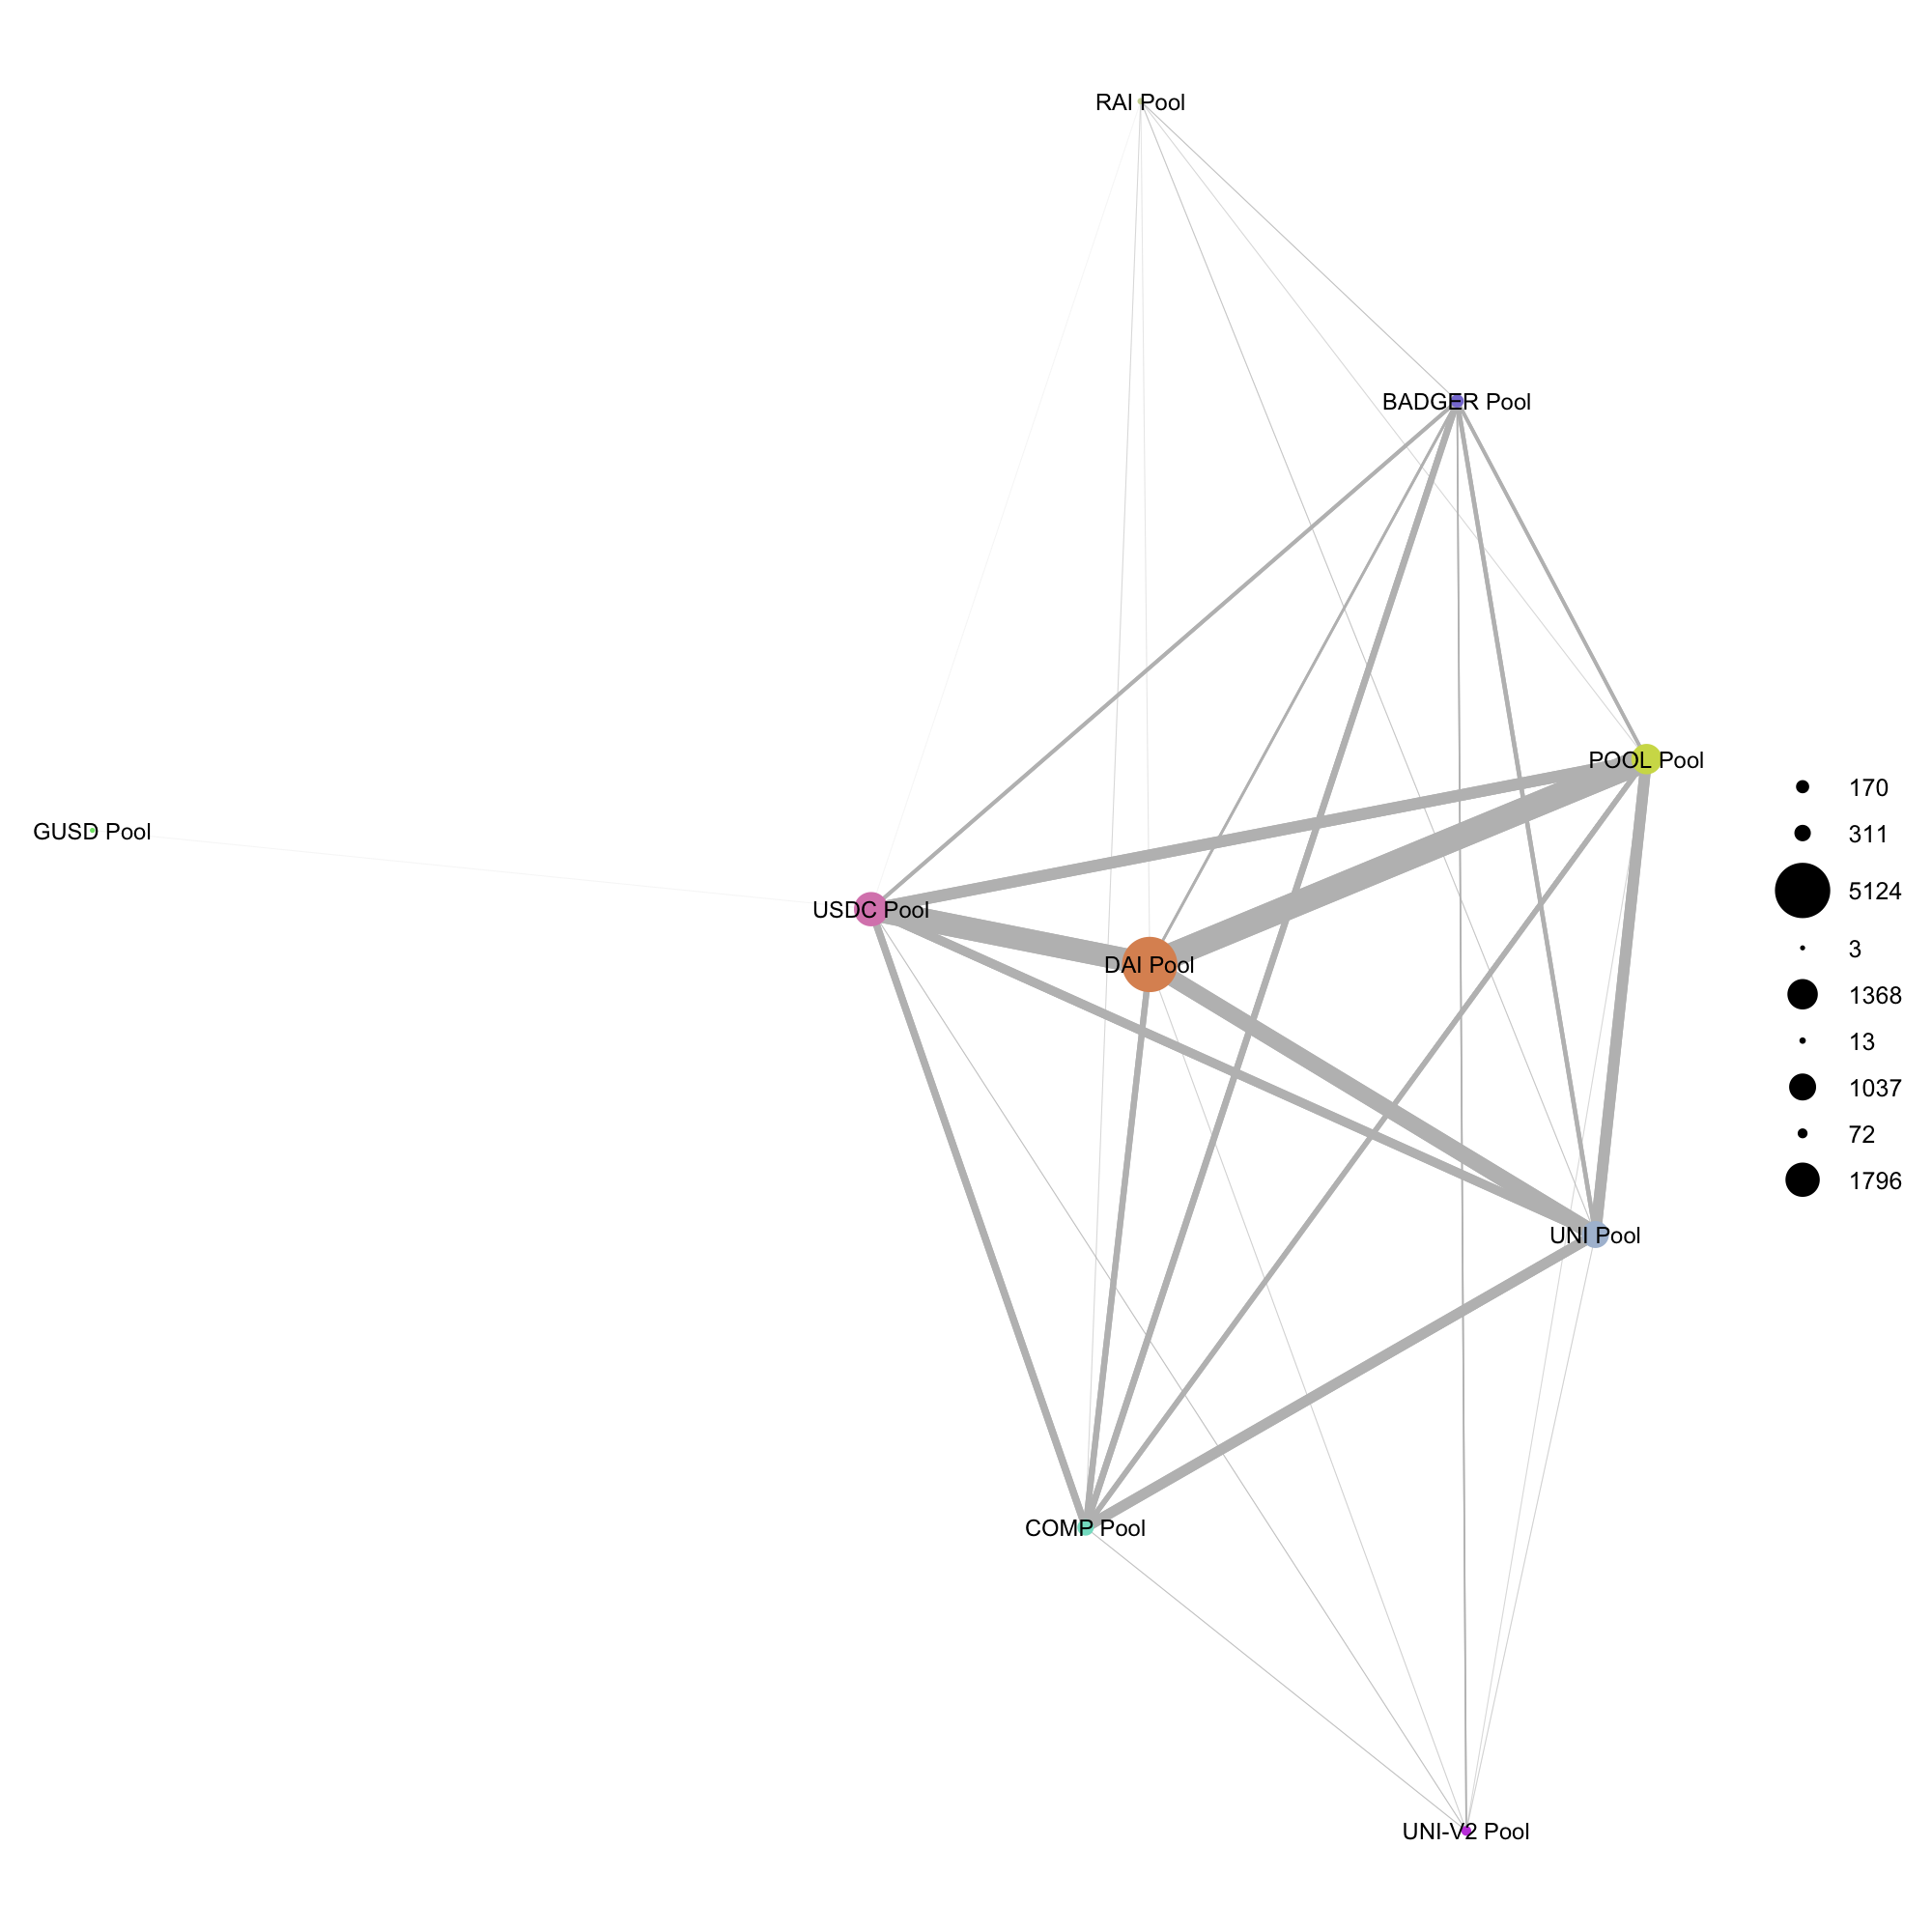 RAI Pool
BADGER Pool
POOL Pool
GUSD Pool
USDC Pool
DAI Pool
UNI Pool
COMP Pool
UNI-V2 Pool
170
311
5124
3
1368
13
1037
72
1796